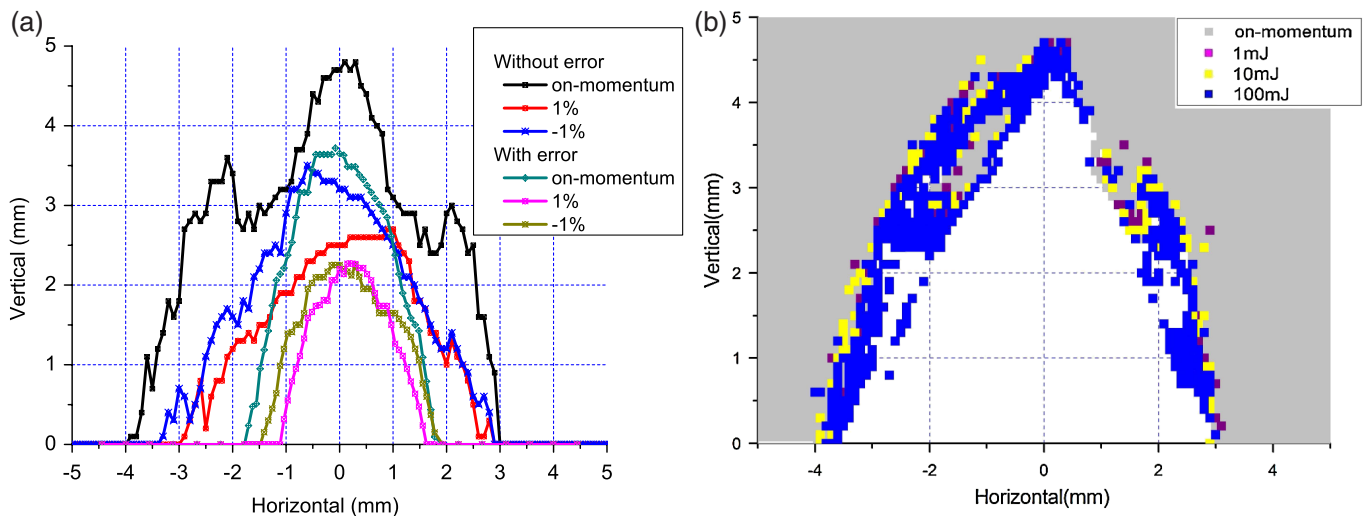 (a)
Without error
on-momentum
1%
-1%
With error
on-momentum
1%
-1%
5
4
3
2
1
0
Vertical (mm)
-5 -4 -3 -2 -1 0 1 2 3 4 5
Horizontal (mm)
(b)
on-momentum
1mJ
10mJ
100mJ
5
4
3
2
1
0
Vertical(mm)
-4 -2 0 2 4
Horizontal(mm)